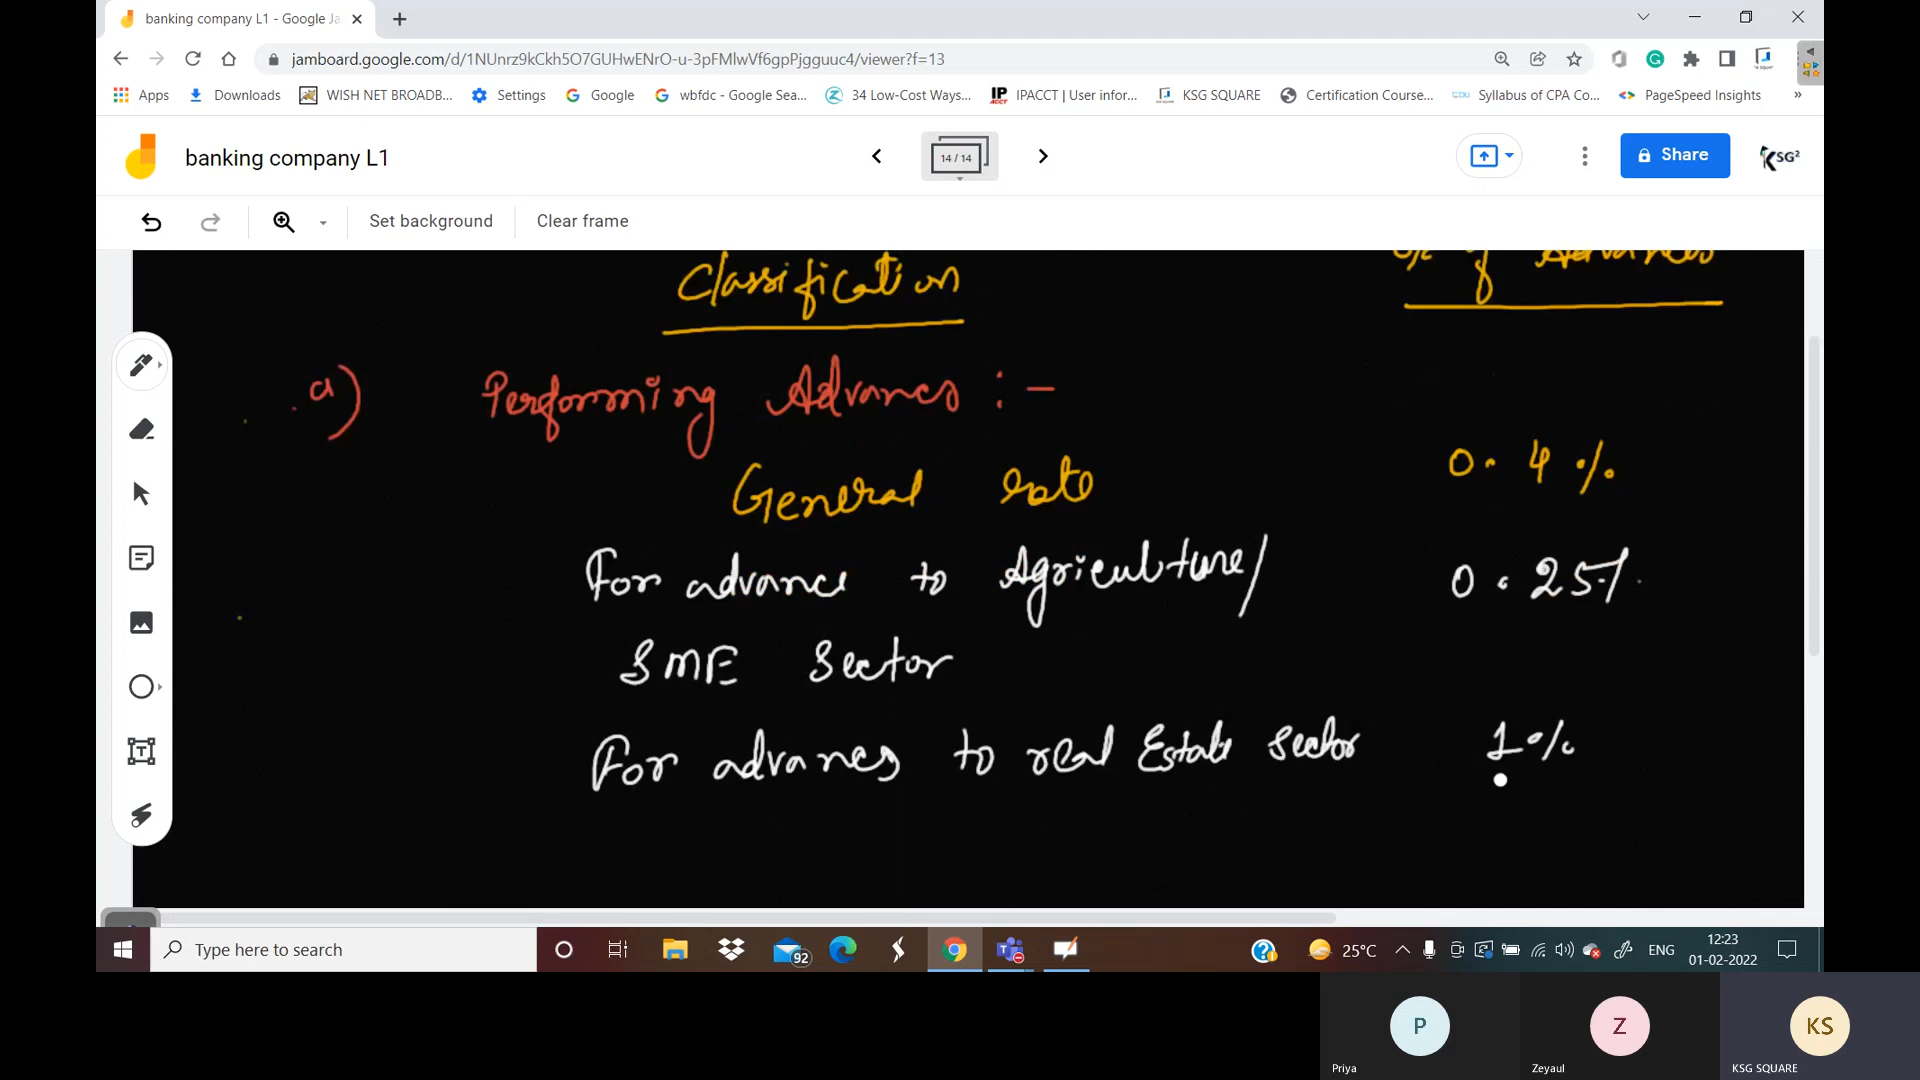 banking company L1 - Google Ja
jamboard.google.com/d/1NUnrz9kCkh5O7GUHwENrO-u-3pFMlwVf6gpPjgguuc4/viewer?f=13
Apps Downloads WISH NET BROADB... Settings Google wbfdc - Google Sea... 34 Low-Cost Ways... IPACCT | User infor... KSG SQUARE Certification Course... Syllabus of CPA Co... PageSpeed Insights »
banking company L1 14 / 14 Share KSG²
Set background Clear frame
Classification % of Advances
a) Performing Advances :-
General rate 0.4%
For advance to Agriculture/ 0.25%
SME Sector
For advances to real Estate sector 1%
Type here to search 92 25°C ENG 12:23
01-02-2022
P Z KS
Priya Zeyaul KSG SQUARE